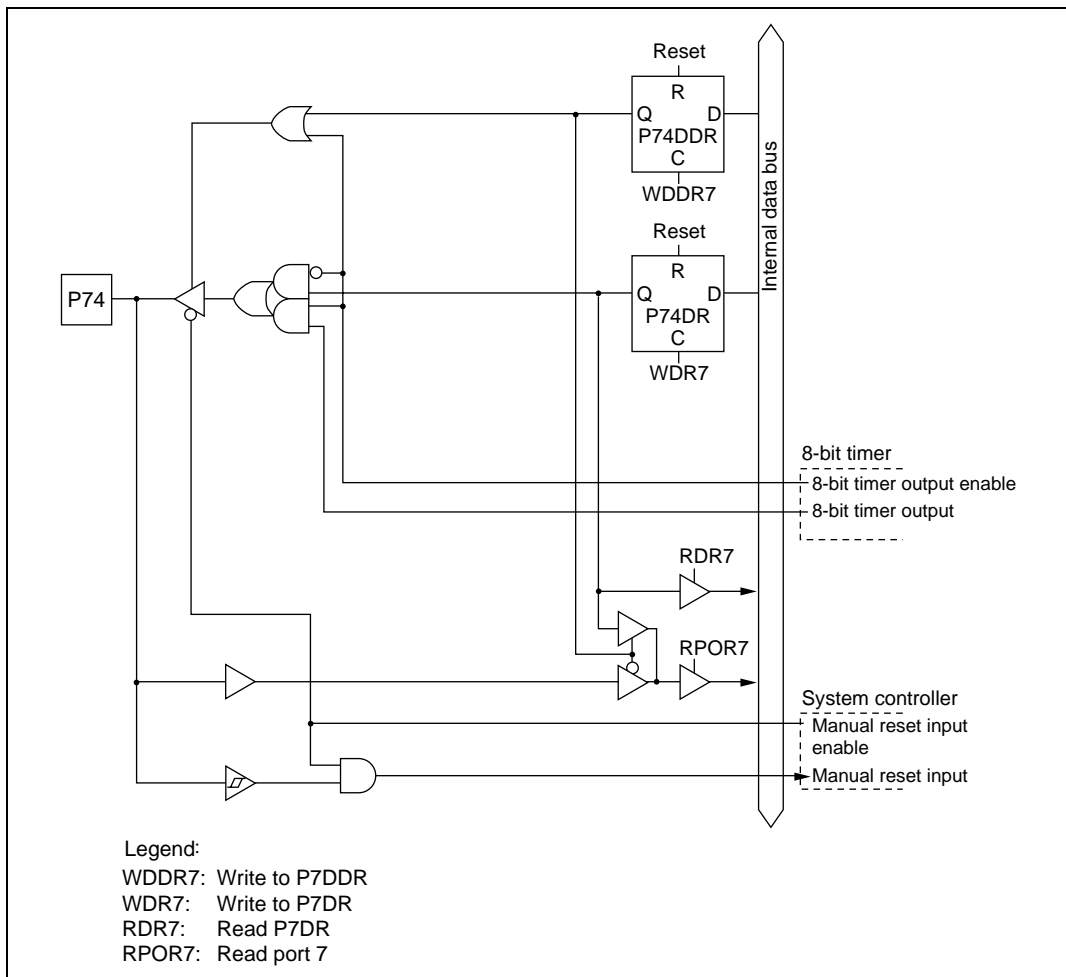 Reset
R
Q D
P74DDR
C
WDDR7
Internal data bus
Reset
R
P74
Q D
P74DR
C
WDR7
8-bit timer
8-bit timer output enable
8-bit timer output
RDR7
RPOR7
System controller
Manual reset input
enable
Manual reset input
Legend:
WDDR7: Write to P7DDR
WDR7: Write to P7DR
RDR7: Read P7DR
RPOR7: Read port 7